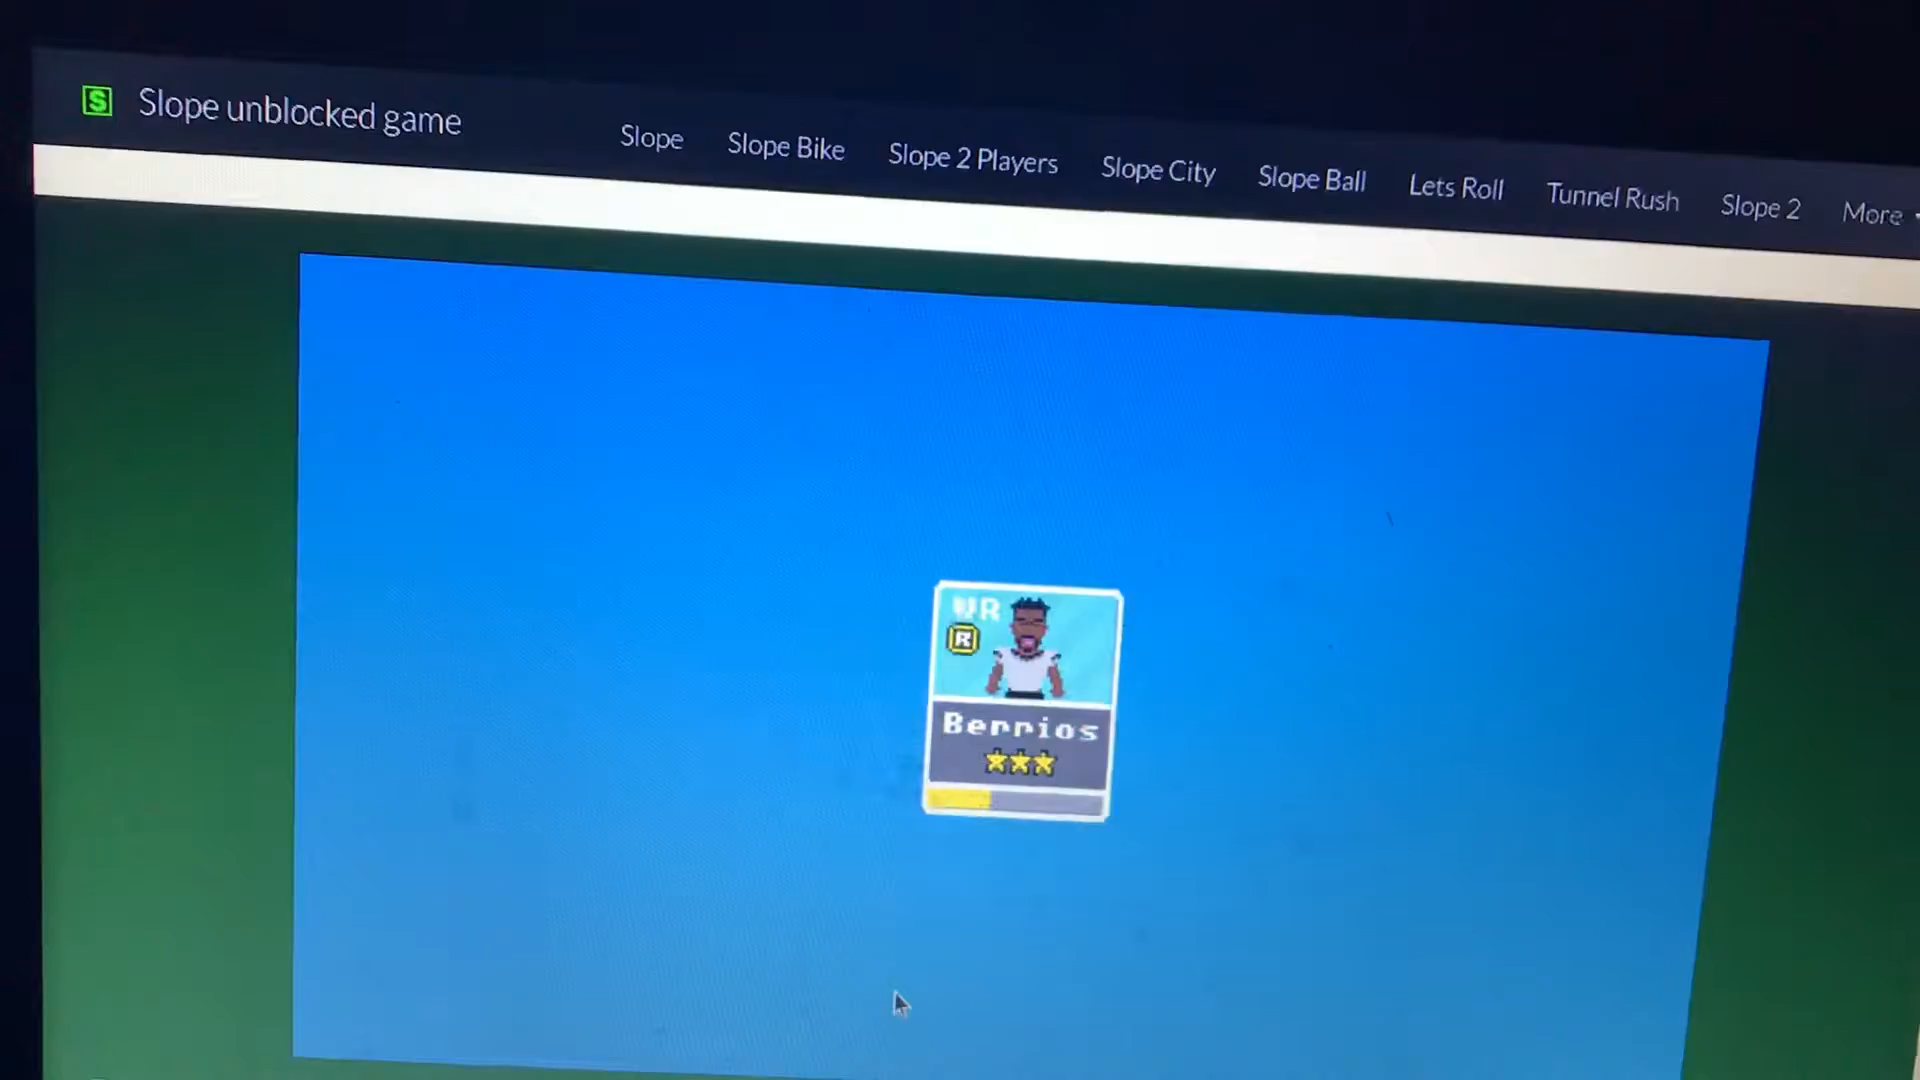 S Slope unblocked game
Slope Slope Bike Slope 2 Players Slope City Slope Ball Lets Roll Tunnel Rush Slope 2 More
WR
R
Berrios